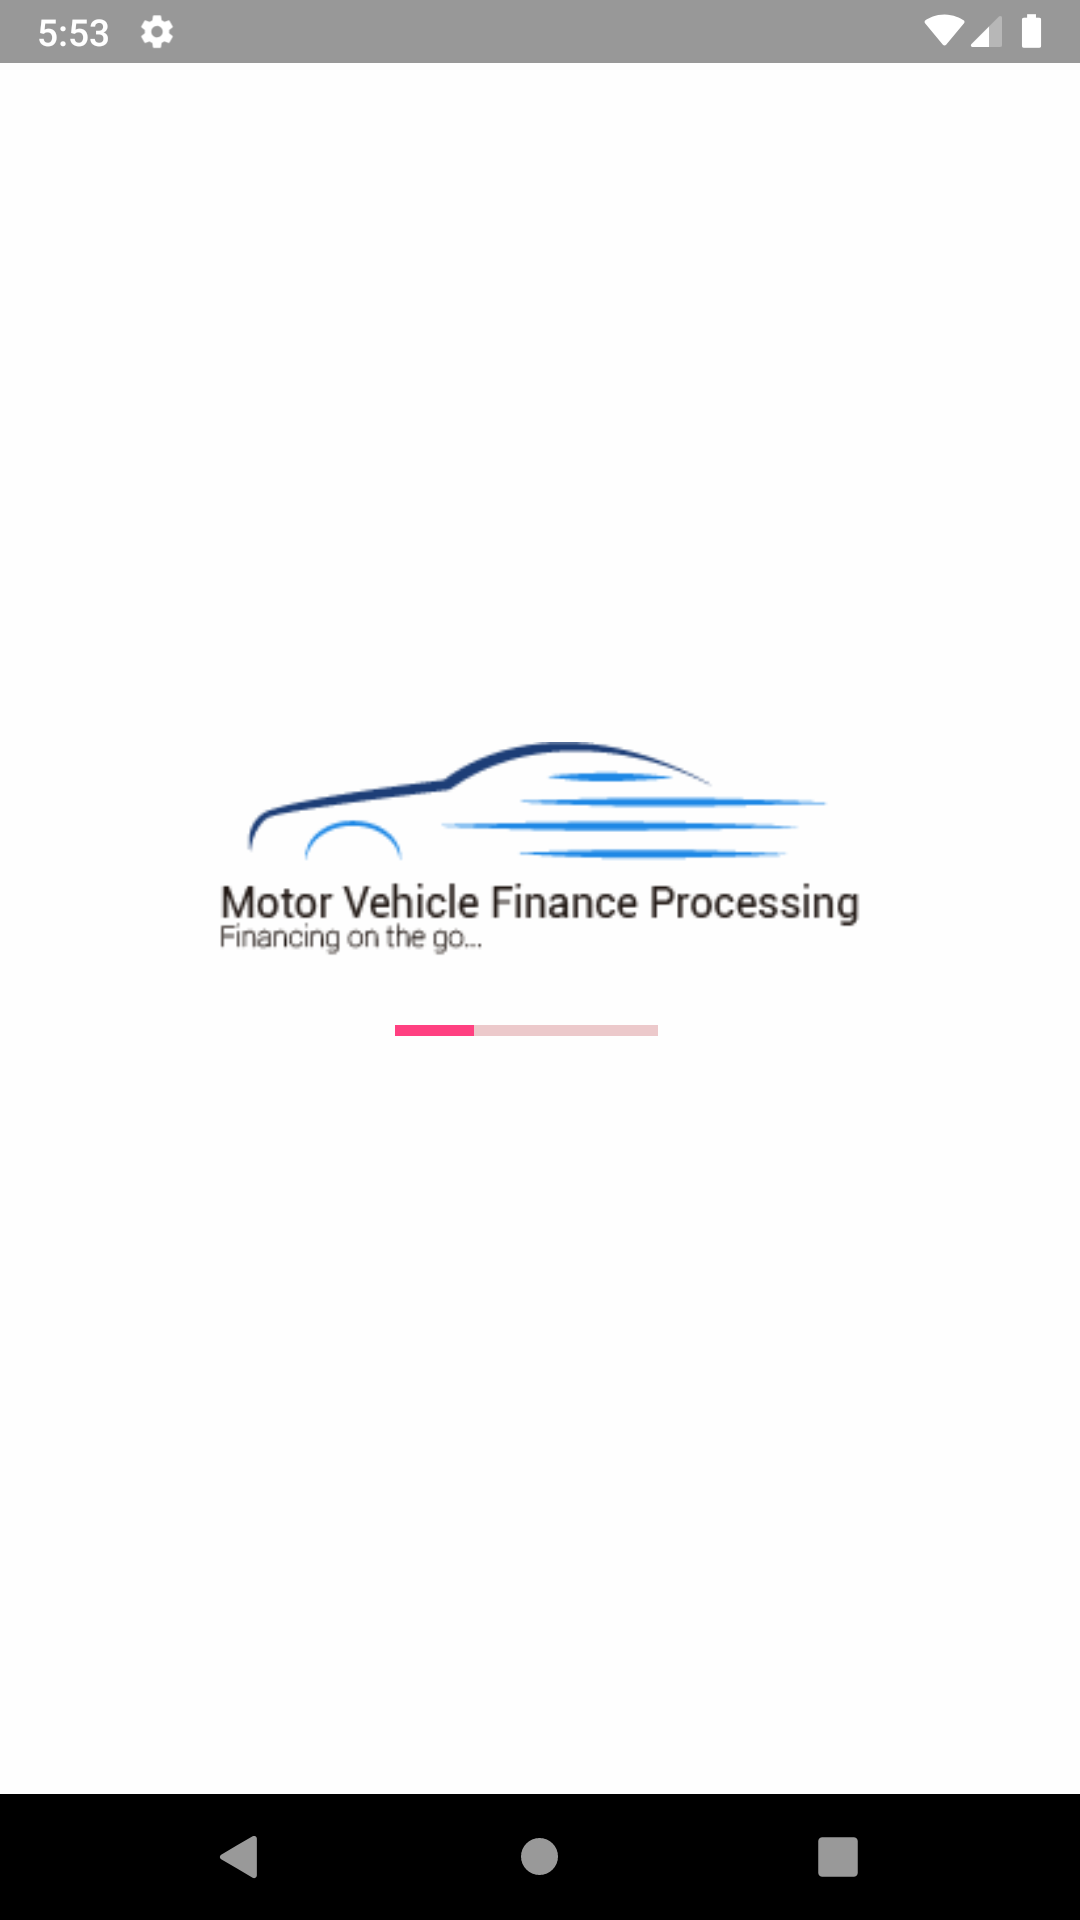 5:53
Motor Vehicle Finance Processing
Financing on the go...